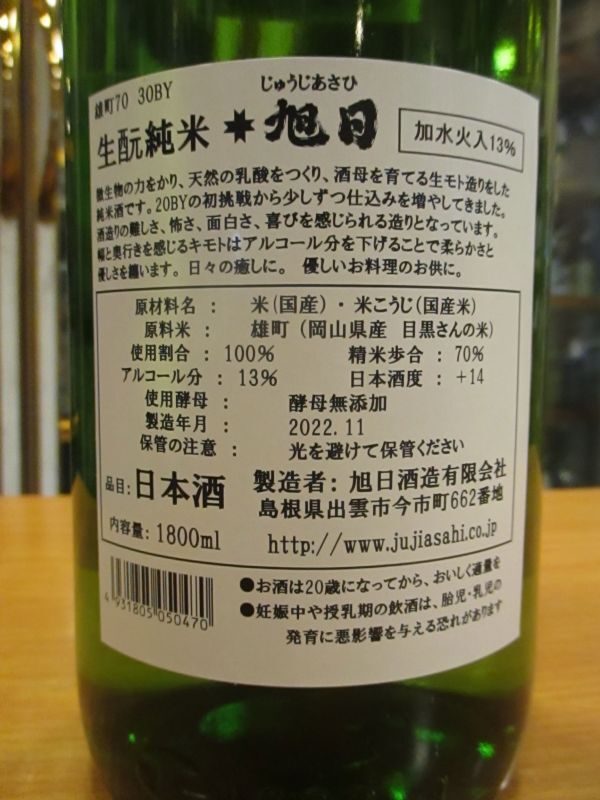 雄町70 30BY
じゅうじあさひ
生酛純米 旭日
加水火入13%
微生物の力をかり、天然の乳酸をつくり、酒母を育てる生モト造りをした
純米酒です。20BYの初挑戦から少しずつ仕込みを増やしてきました。
酒造りの難しさ、怖さ、面白さ、喜びを感じられる造りとなっています。
幅と奥行きを感じるキモトはアルコール分を下げることで柔らかさと
優しさを纏います。日々の癒しに。 優しいお料理のお供に。
原材料名 : 米(国産)・米こうじ(国産米)
原料米 : 雄町 (岡山県産 目黒さんの米)
使用割合 : 100% 精米歩合 : 70%
アルコール分 : 13% 日本酒度 : +14
使用酵母 : 酵母無添加
製造年月 : 2022.11
保管の注意 : 光を避けて保管ください
品目:日本酒 製造者: 旭日酒造有限会社
島根県出雲市今市町662番地
内容量: 1800ml http://www.jujiasahi.co.jp
4 931805 050470
●お酒は20歳になってから、おいしく適量を
●妊娠中や授乳期の飲酒は、胎児・乳児の
発育に悪影響を与える恐れがあります